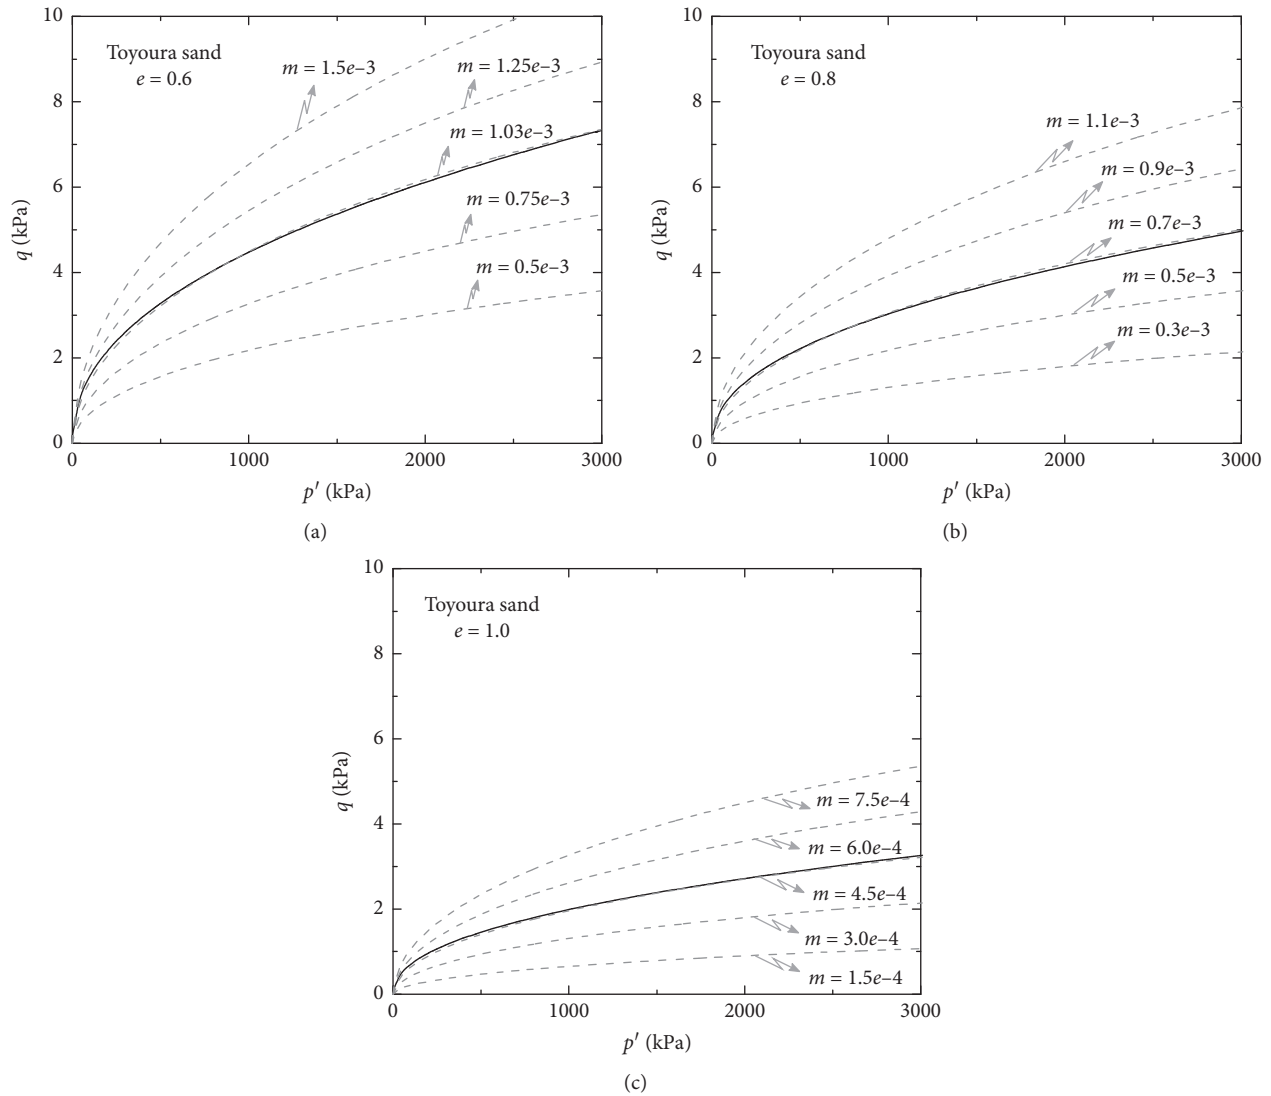 10
8
6
4
2
0
q (kPa)
Toyoura sand
e = 0.6
m = 1.5e–3
m = 1.25e–3
m = 1.03e–3
m = 0.75e–3
m = 0.5e–3
0
1000
2000
3000
p′ (kPa)
(a)
10
8
6
4
2
0
q (kPa)
Toyoura sand
e = 0.8
m = 1.1e–3
m = 0.9e–3
m = 0.7e–3
m = 0.5e–3
m = 0.3e–3
0
1000
2000
3000
p′ (kPa)
(b)
10
8
6
4
2
0
q (kPa)
Toyoura sand
e = 1.0
m = 7.5e–4
m = 6.0e–4
m = 4.5e–4
m = 3.0e–4
m = 1.5e–4
0
1000
2000
3000
p′ (kPa)
(c)